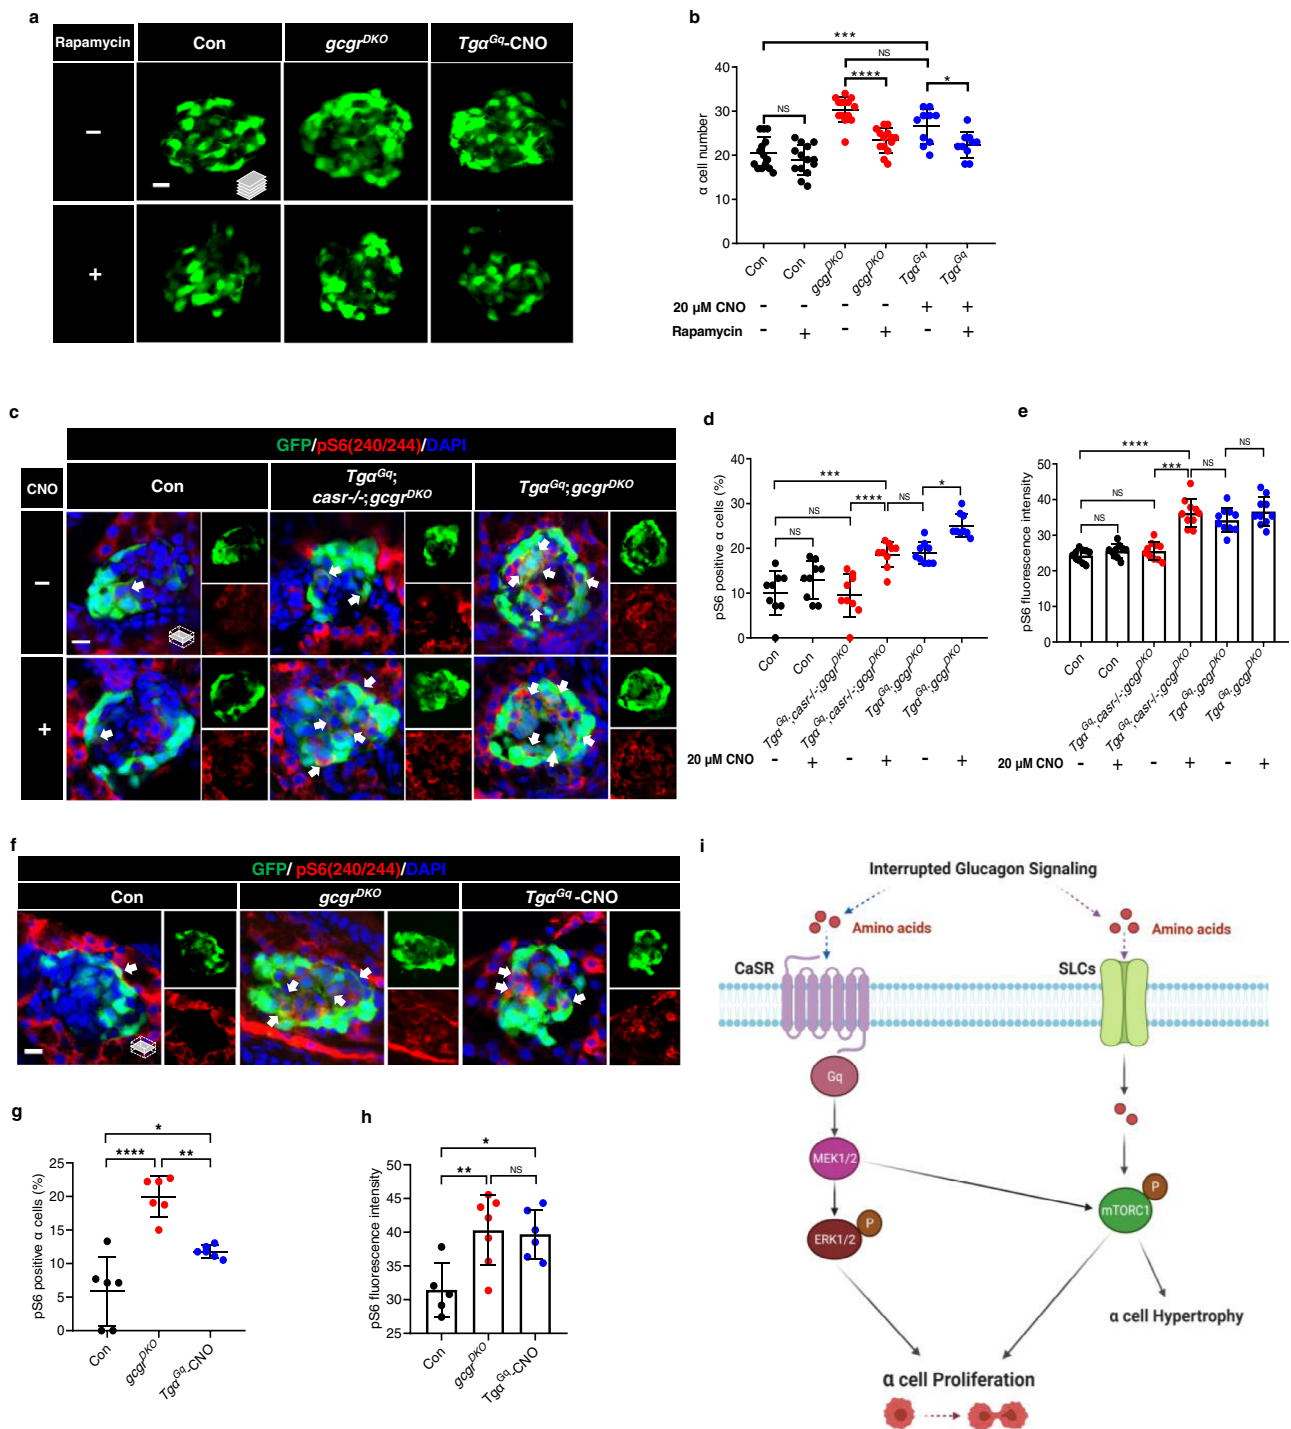 a
Rapamycin Con gcgrDKO TgαGq-CNO
–
+
b
α cell number
40
30
20
10
0
*** NS NS **** *
Con Con gcgrDKO gcgrDKO TgαGq TgαGq
20 μM CNO - - - - + +
Rapamycin - + - + - +
c
GFP/pS6(240/244)/DAPI
CNO Con TgαGq; casr-/-;gcgrDKO TgαGq;gcgrDKO
–
+
d
pS6 positive α cells (%)
40
30
20
10
0
*** NS **** NS * NS
Con Con TgαGq;casr-/-;gcgrDKO TgαGq;casr-/-;gcgrDKO TgαGq;gcgrDKO TgαGq;gcgrDKO
20 μM CNO - + - + - +
e
pS6 fluorescence intensity
50
40
30
20
10
0
**** NS *** NS NS NS
Con Con TgαGq;casr-/-;gcgrDKO TgαGq;casr-/-;gcgrDKO TgαGq;gcgrDKO TgαGq;gcgrDKO
20 μM CNO - + - + - +
f
GFP/ pS6(240/244)/DAPI
Con gcgrDKO TgαGq-CNO
g
pS6 positive α cells (%)
25
20
15
10
5
0
* **** **
Con gcgrDKO TgαGq-CNO
h
pS6 fluorescence intensity
50
45
40
35
30
25
* ** NS
Con gcgrDKO TgαGq-CNO
i
Interrupted Glucagon Signaling
Amino acids Amino acids
CaSR SLCs
Gq
MEK1/2
P
mTORC1
P
ERK1/2
α cell Hypertrophy
α cell Proliferation